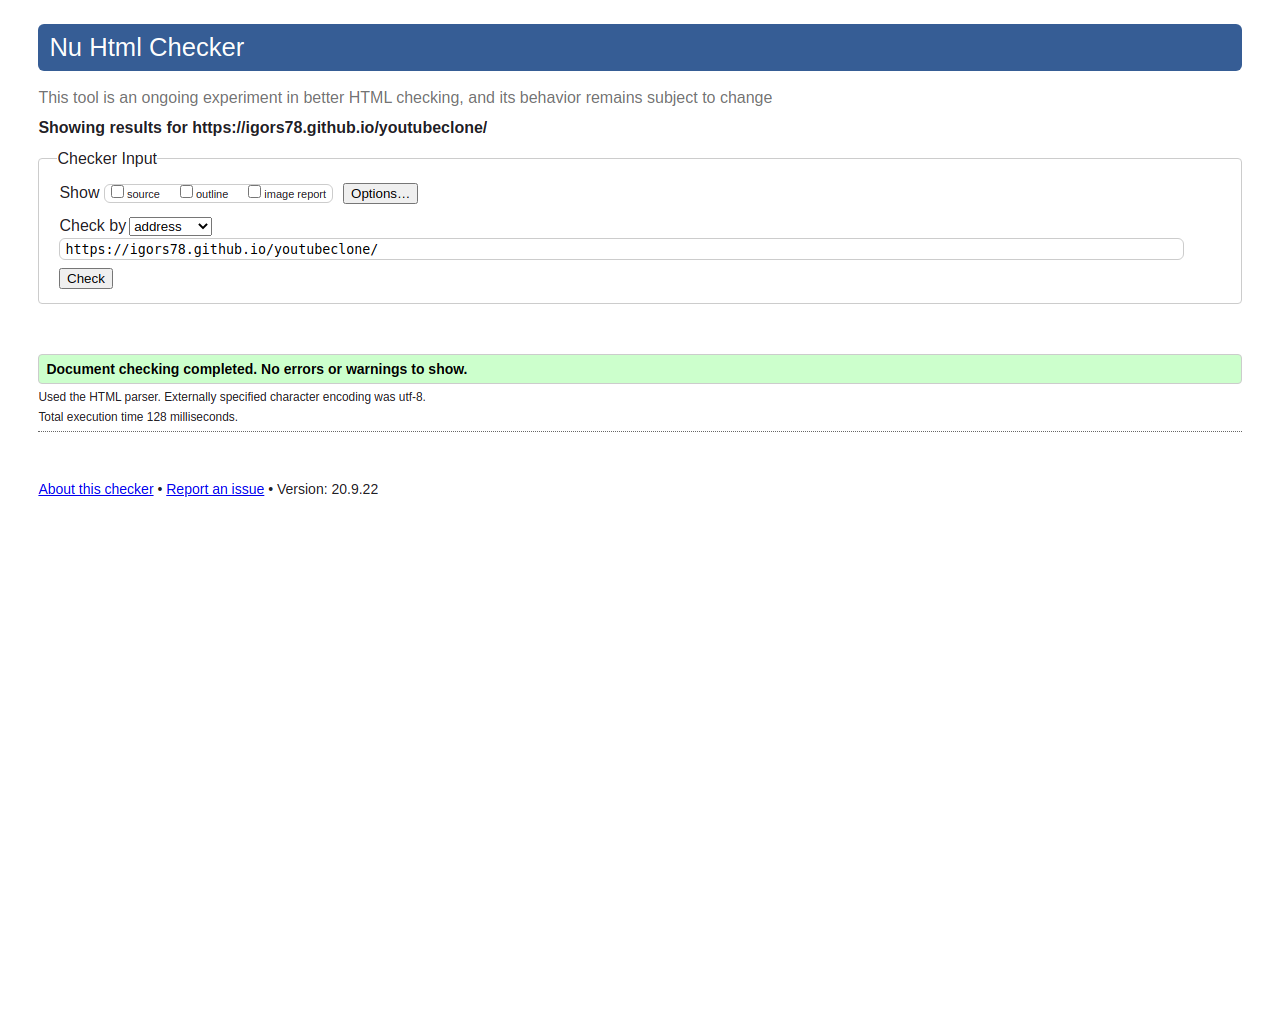 Nu Html Checker
This tool is an ongoing experiment in better HTML checking, and its behavior remains subject to change
Showing results for https://igors78.github.io/youtubeclone/
Checker Input
Show source outline image report Options…
Check by address
https://igors78.github.io/youtubeclone/
Check
Document checking completed. No errors or warnings to show.
Used the HTML parser. Externally specified character encoding was utf-8.
Total execution time 128 milliseconds.
About this checker • Report an issue • Version: 20.9.22